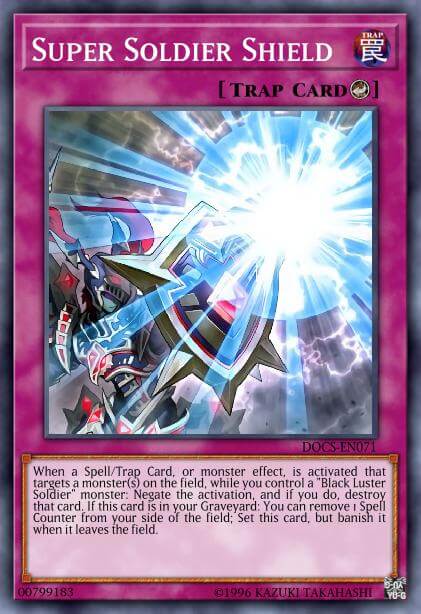 SUPER SOLDIER SHIELD
TRAP
罠
[TRAP CARD]
DOCS-EN071
When a Spell/Trap Card, or monster effect, is activated that
targets a monster(s) on the field, while you control a "Black Luster
Soldier" monster: Negate the activation, and if you do, destroy
that card. If this card is in your Graveyard: You can remove 1 Spell
Counter from your side of the field; Set this card, but banish it
when it leaves the field.
00799183
©1996 KAZUKI TAKAHASHI